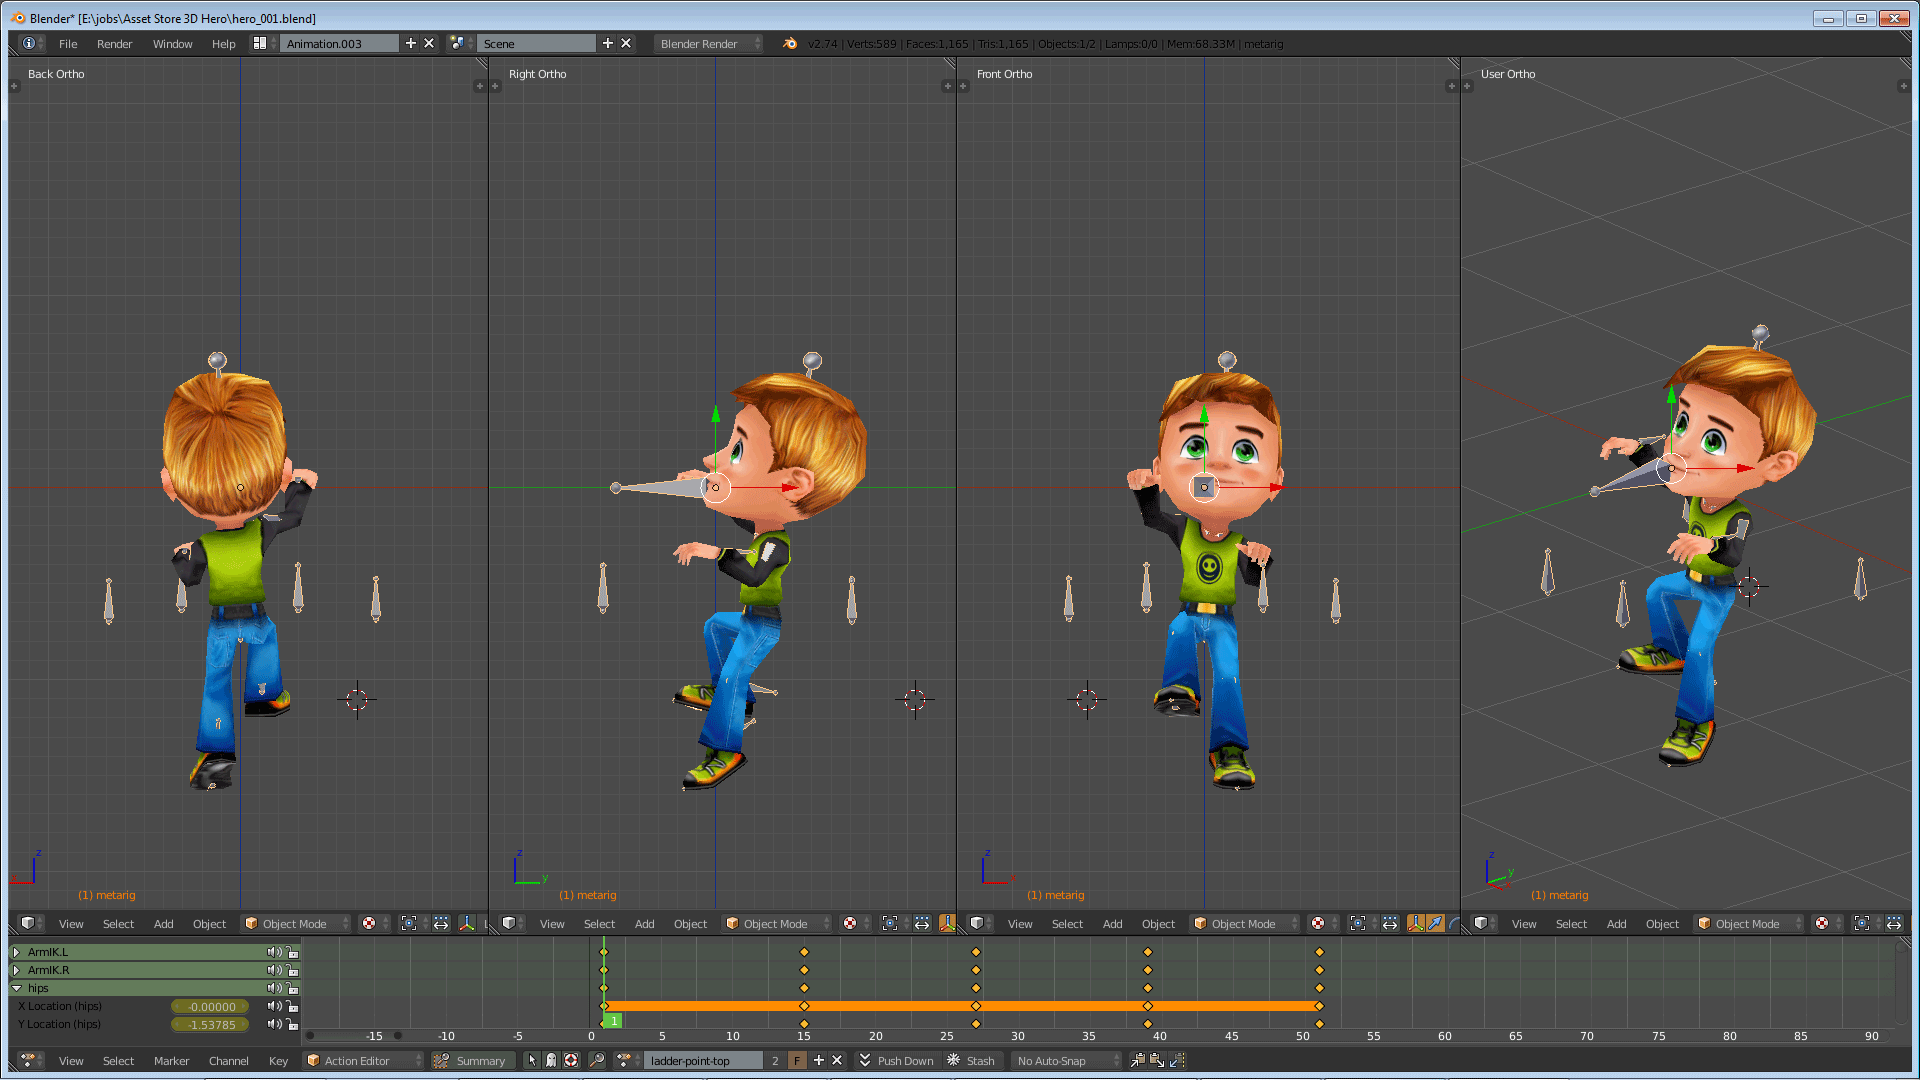 Blender* [E:\jobs\Asset Store 3D Hero\hero_001.blend]
File Render Window Help Animation.003 Scene Blender Render v2.74 | Verts:589 | Faces:1,165 | Tris:1,165 | Objects:1/2 | Lamps:0/0 | Mem:68.33M | metarig
Back Ortho Right Ortho Front Ortho User Ortho
z z z z
y y
x x
(1) metarig (1) metarig (1) metarig (1) metarig
View Select Add Object Object Mode View Select Add Object Object Mode View Select Add Object Object Mode View Select Add Object Object Mode
ArmIK.L
ArmIK.R
hips
X Location (hips) -0.00000
Y Location (hips) -1.53785
1
-15 -10 -5 0 5 10 15 20 25 30 35 40 45 50 55 60 65 70 75 80 85 90
View Select Marker Channel Key Action Editor Summary ladder-point-top 2 F Push Down Stash No Auto-Snap